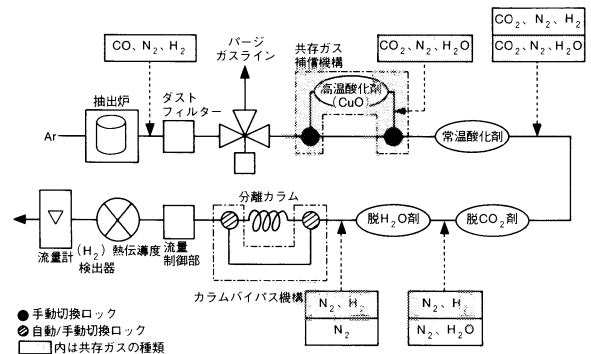 CO、N₂、H₂
パージ
ガスライン
共存ガス
補償機構
CO₂、N₂、H₂O
CO₂、N₂、H₂
CO₂、N₂、H₂O
抽出炉
ダスト
フィルター
高温酸化剤
(CuO)
Ar
常温酸化剤
分離カラム
脱H₂O剤
脱CO₂剤
流量計
(H₂)熱伝導度
検出器
流量
制御部
カラムバイパス機構
N₂、H₂
N₂
N₂、H₂
N₂、H₂O
手動切換ロック
自動/手動切換ロック
内は共存ガスの種類